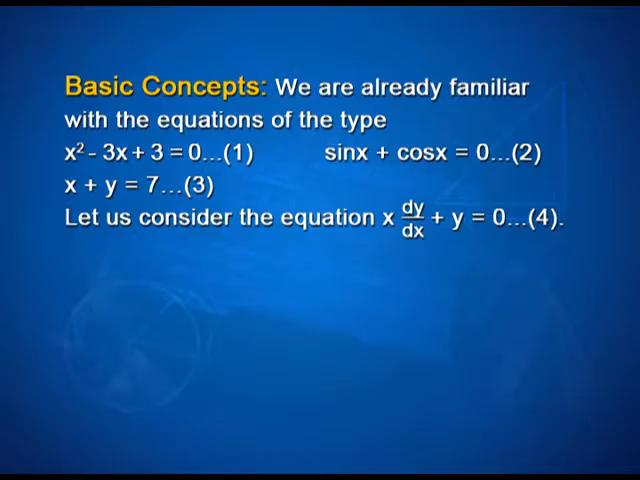 Basic Concepts: We are already familiar
with the equations of the type
x² - 3x + 3 = 0...(1) sinx + cosx = 0...(2)
x + y = 7...(3)
Let us consider the equation x dy/dx + y = 0...(4).